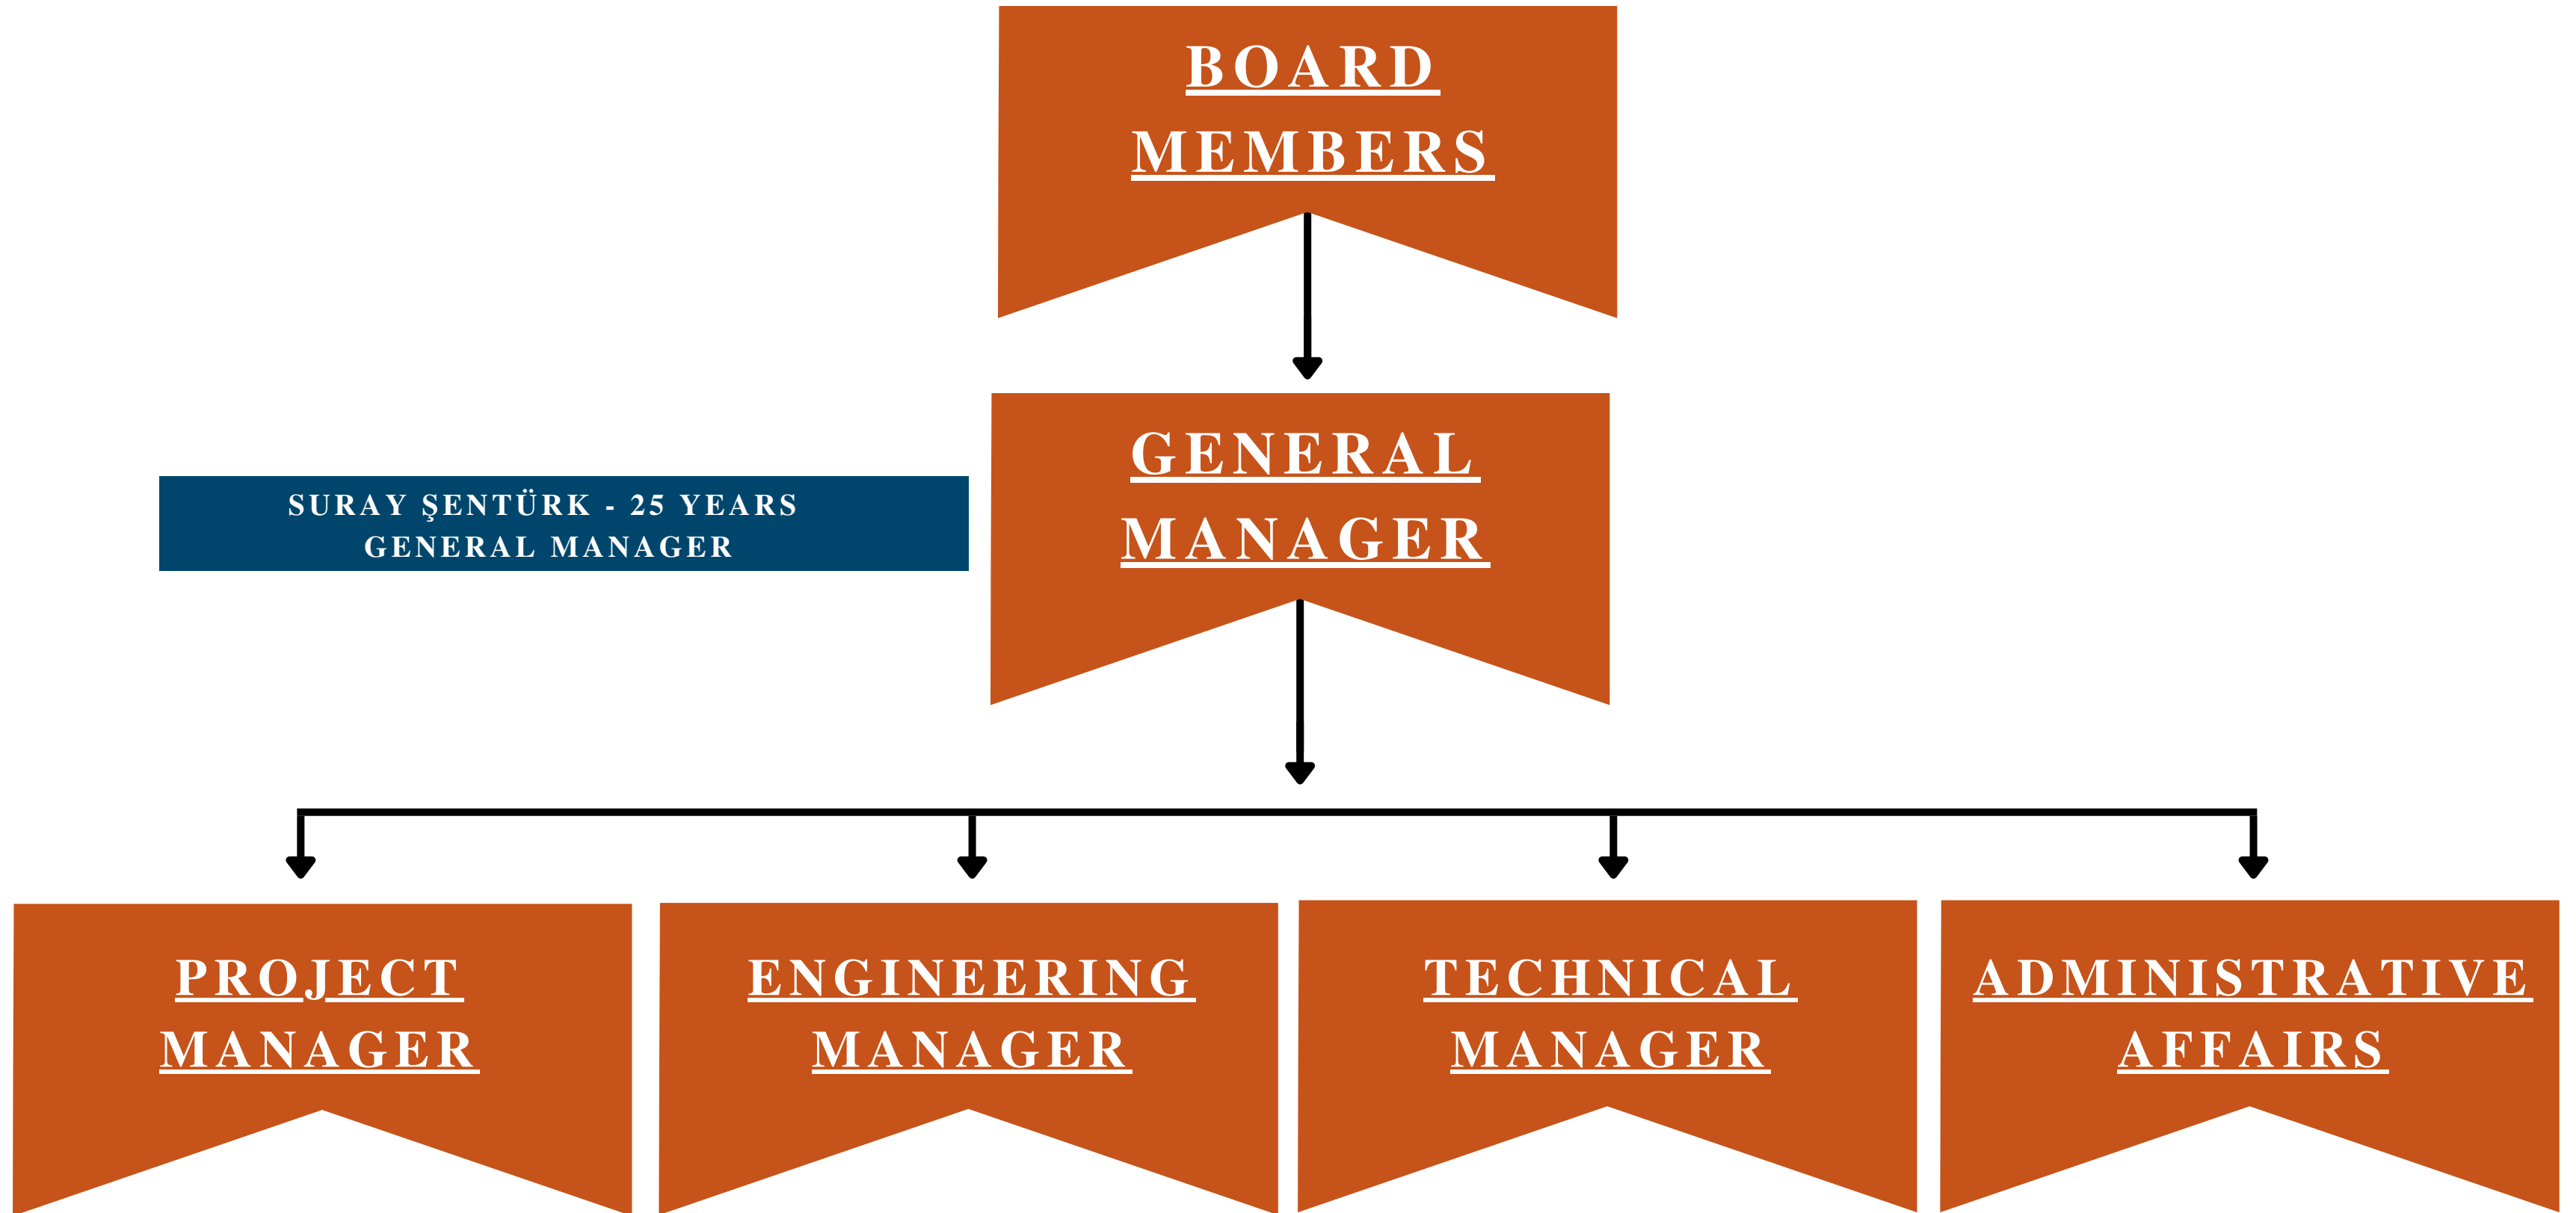 BOARD
MEMBERS
GENERAL
MANAGER
SURAY ŞENTÜRK - 25 YEARS
GENERAL MANAGER
PROJECT
MANAGER
ENGINEERING
MANAGER
TECHNICAL
MANAGER
ADMINISTRATIVE
AFFAIRS